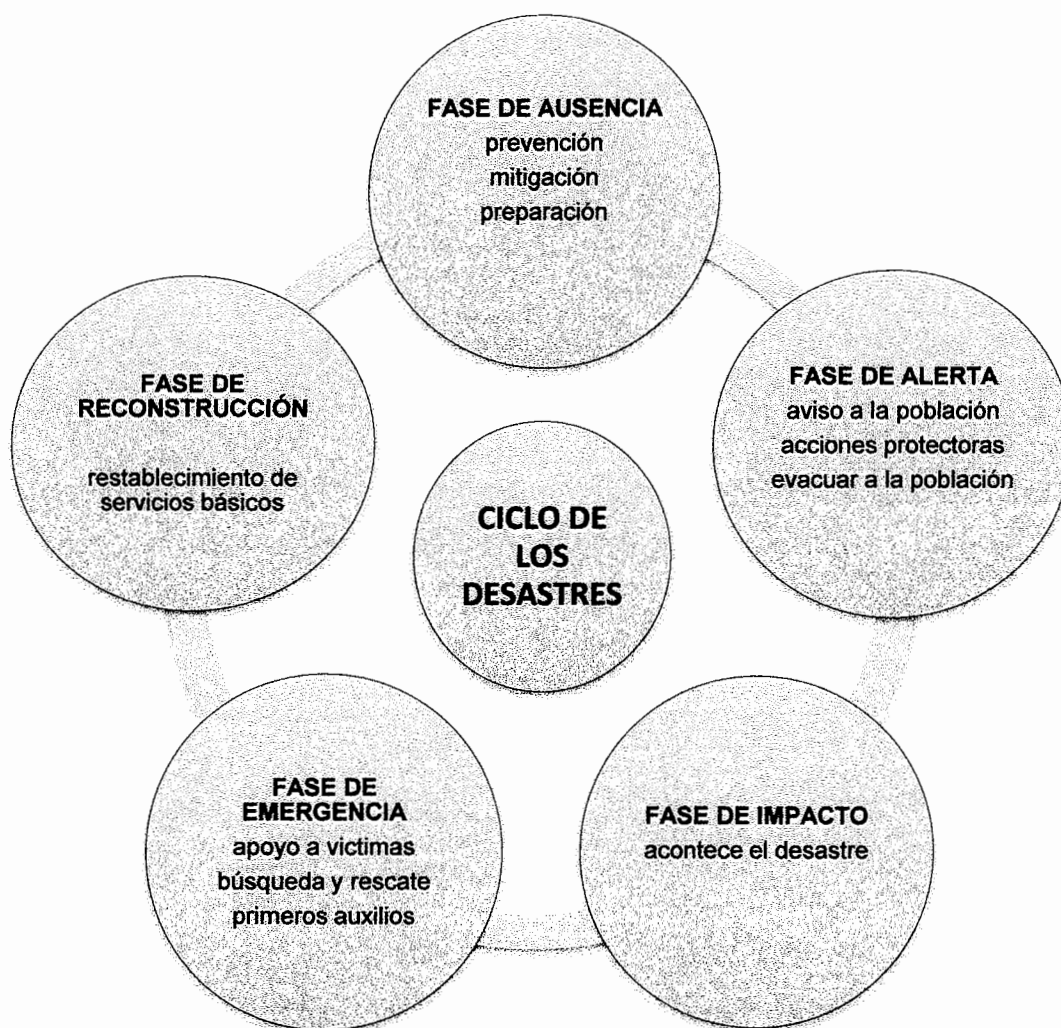 FASE DE AUSENCIA
prevención
mitigación
preparación
FASE DE ALERTA
aviso a la población
acciones protectoras
evacuar a la población
FASE DE IMPACTO
acontece el desastre
FASE DE
EMERGENCIA
apoyo a victimas
búsqueda y rescate
primeros auxilios
FASE DE
RECONSTRUCCIÓN
restablecimiento de
servicios básicos
CICLO DE
LOS
DESASTRES